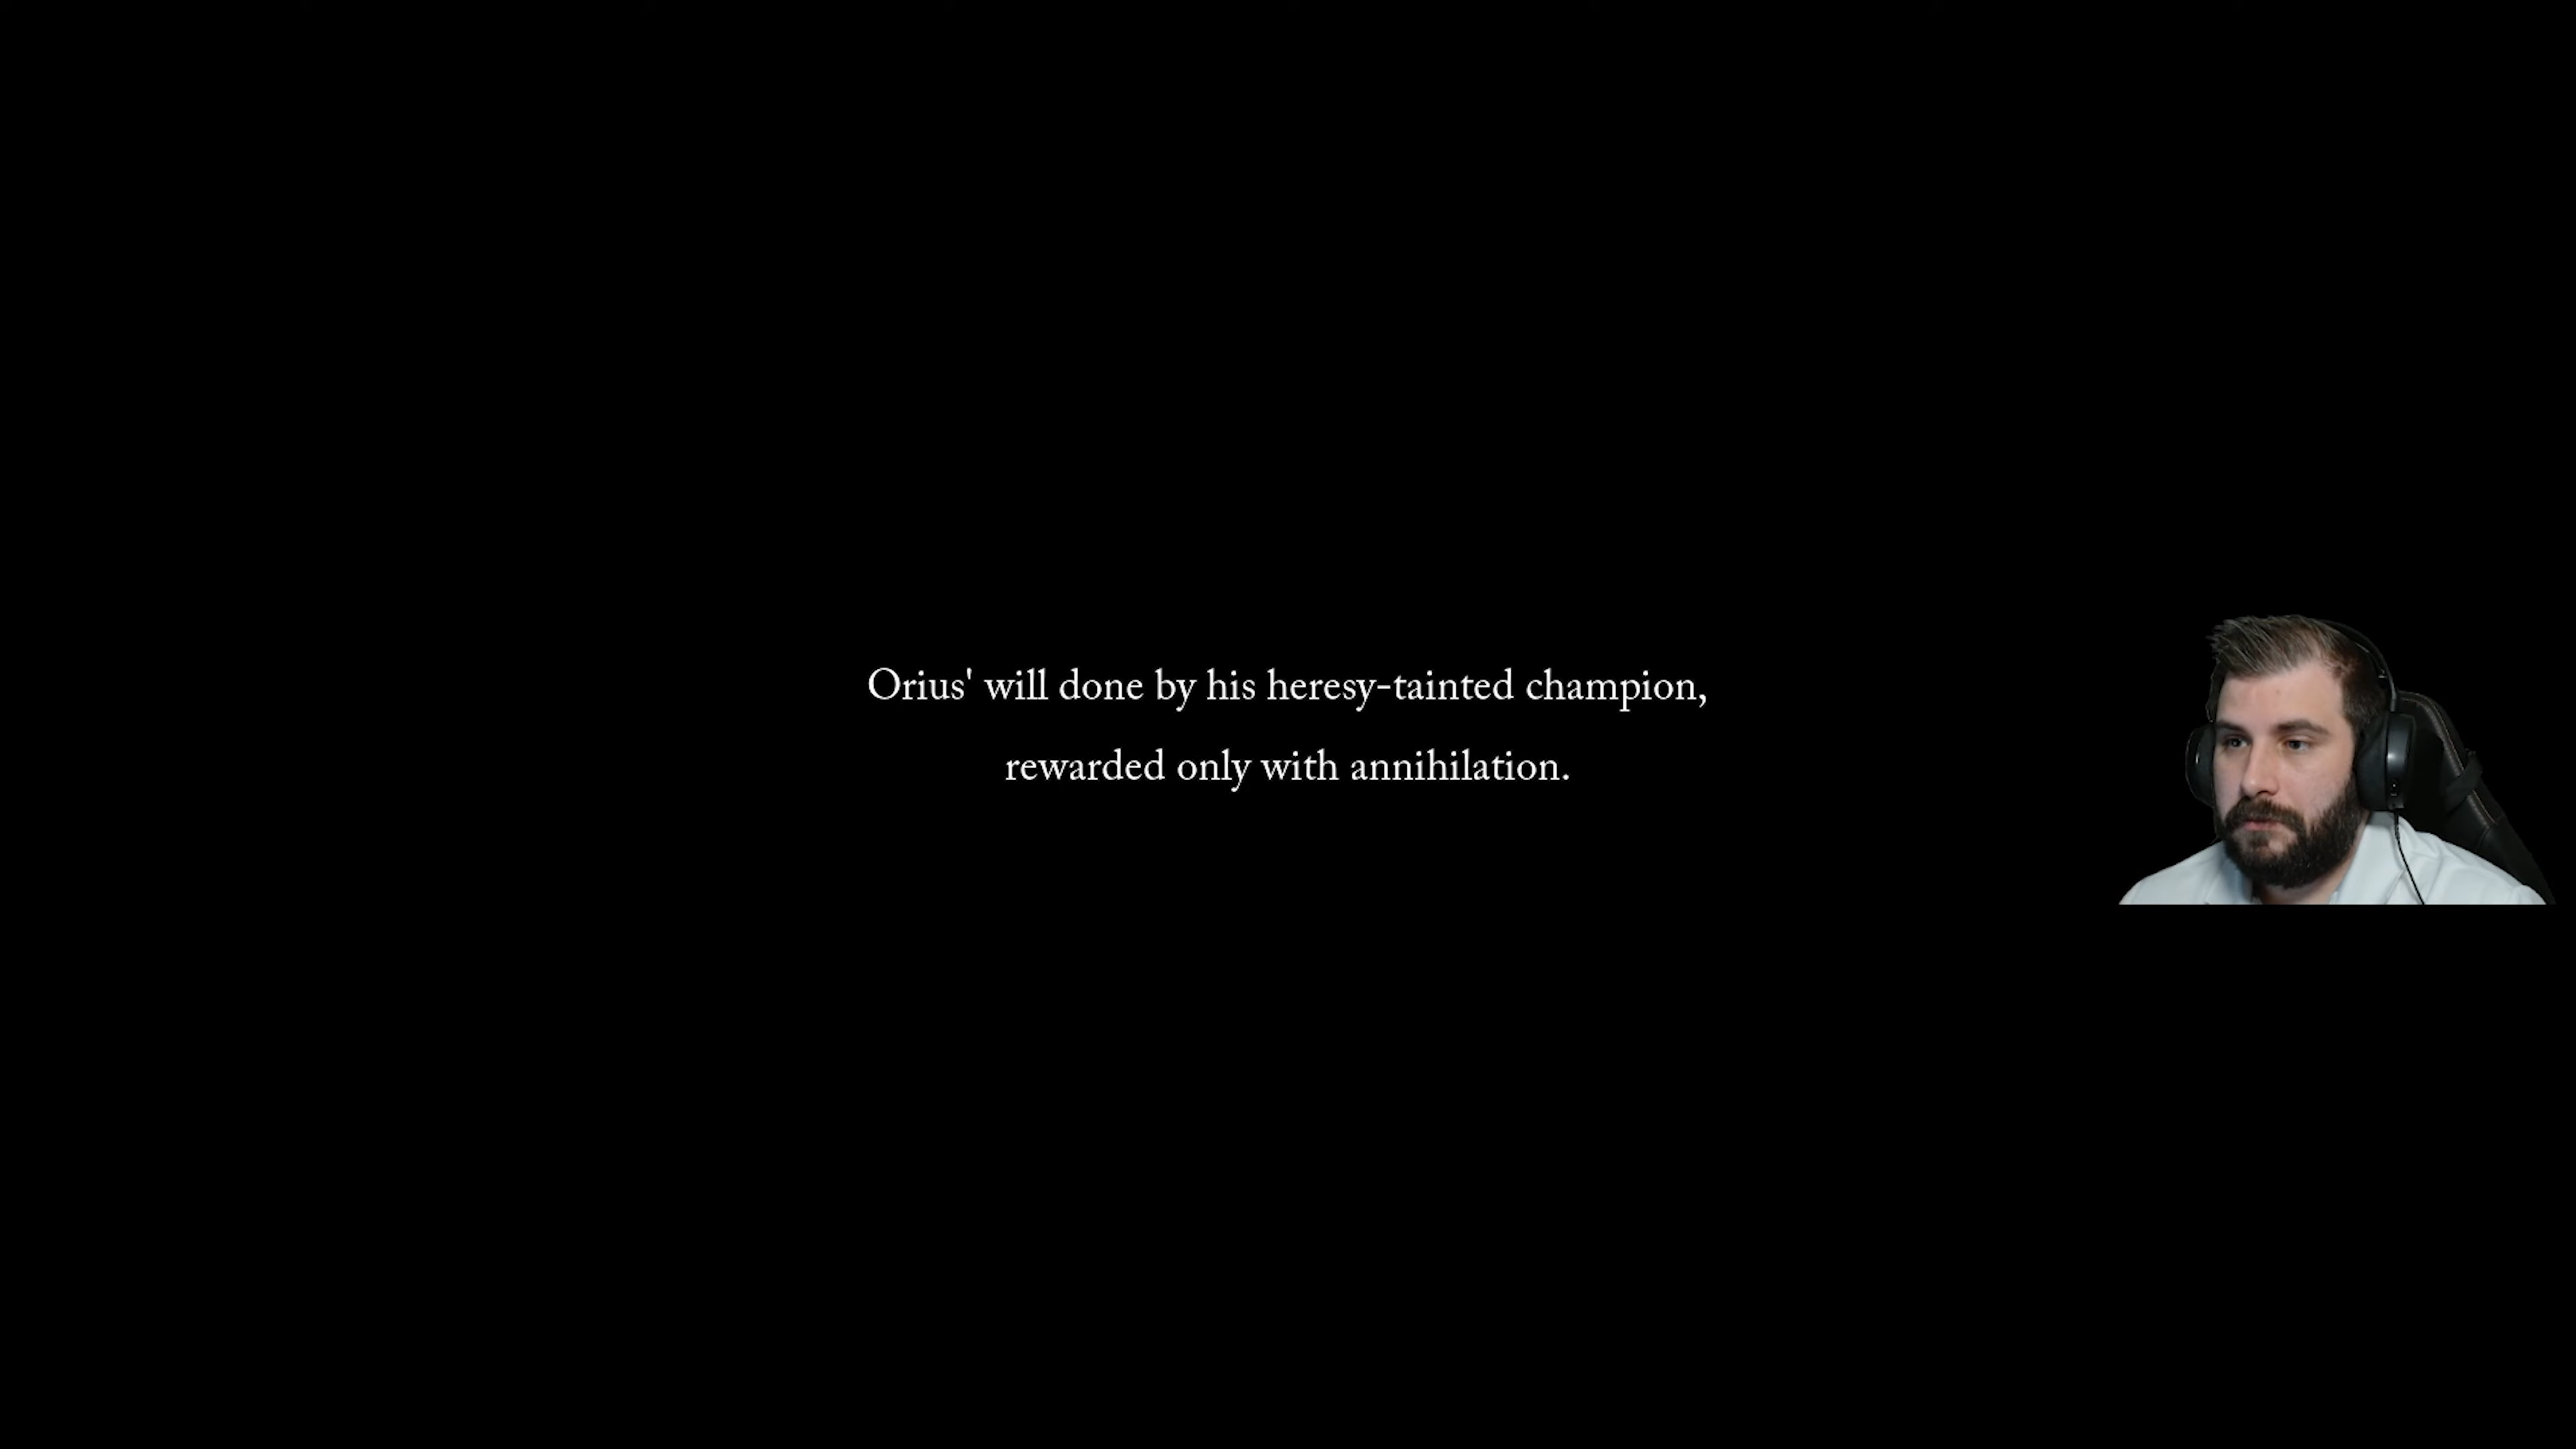 Orius' will done by his heresy-tainted champion,
rewarded only with annihilation.